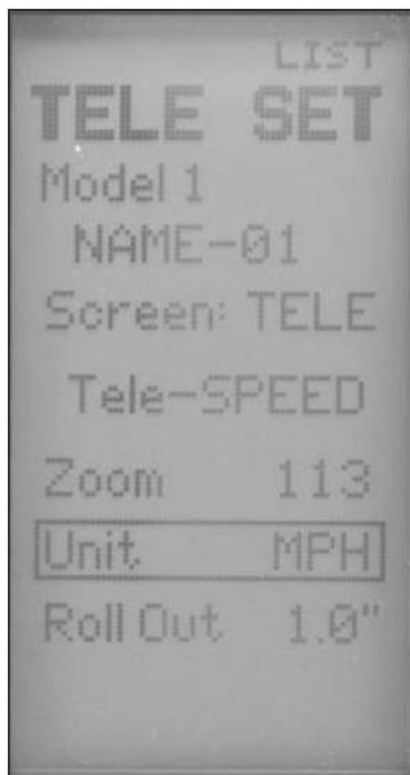 LIST
TELE SET
Model 1
NAME-01
Screen: TELE
Tele-SPEED
Zoom 113
Unit MPH
Roll Out 1.0"